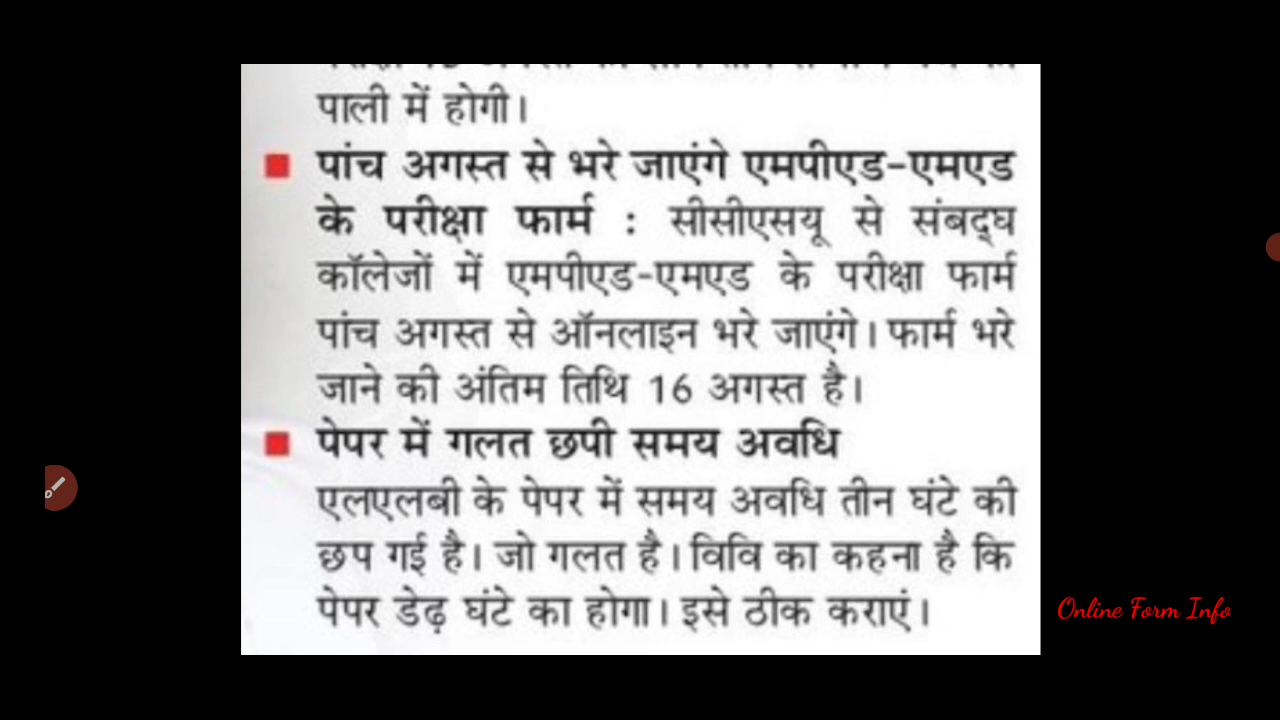 पाली में होगी।
पांच अगस्त से भरे जाएंगे एमपीएड-एमएड
के परीक्षा फार्म : सीसीएसयू से संबद्घ
कॉलेजों में एमपीएड-एमएड के परीक्षा फार्म
पांच अगस्त से ऑनलाइन भरे जाएंगे। फार्म भरे
जाने की अंतिम तिथि 16 अगस्त है।
पेपर में गलत छपी समय अवधि
एलएलबी के पेपर में समय अवधि तीन घंटे की
छप गई है। जो गलत है। विवि का कहना है कि
पेपर डेढ़ घंटे का होगा। इसे ठीक कराएं।
Online Form Info